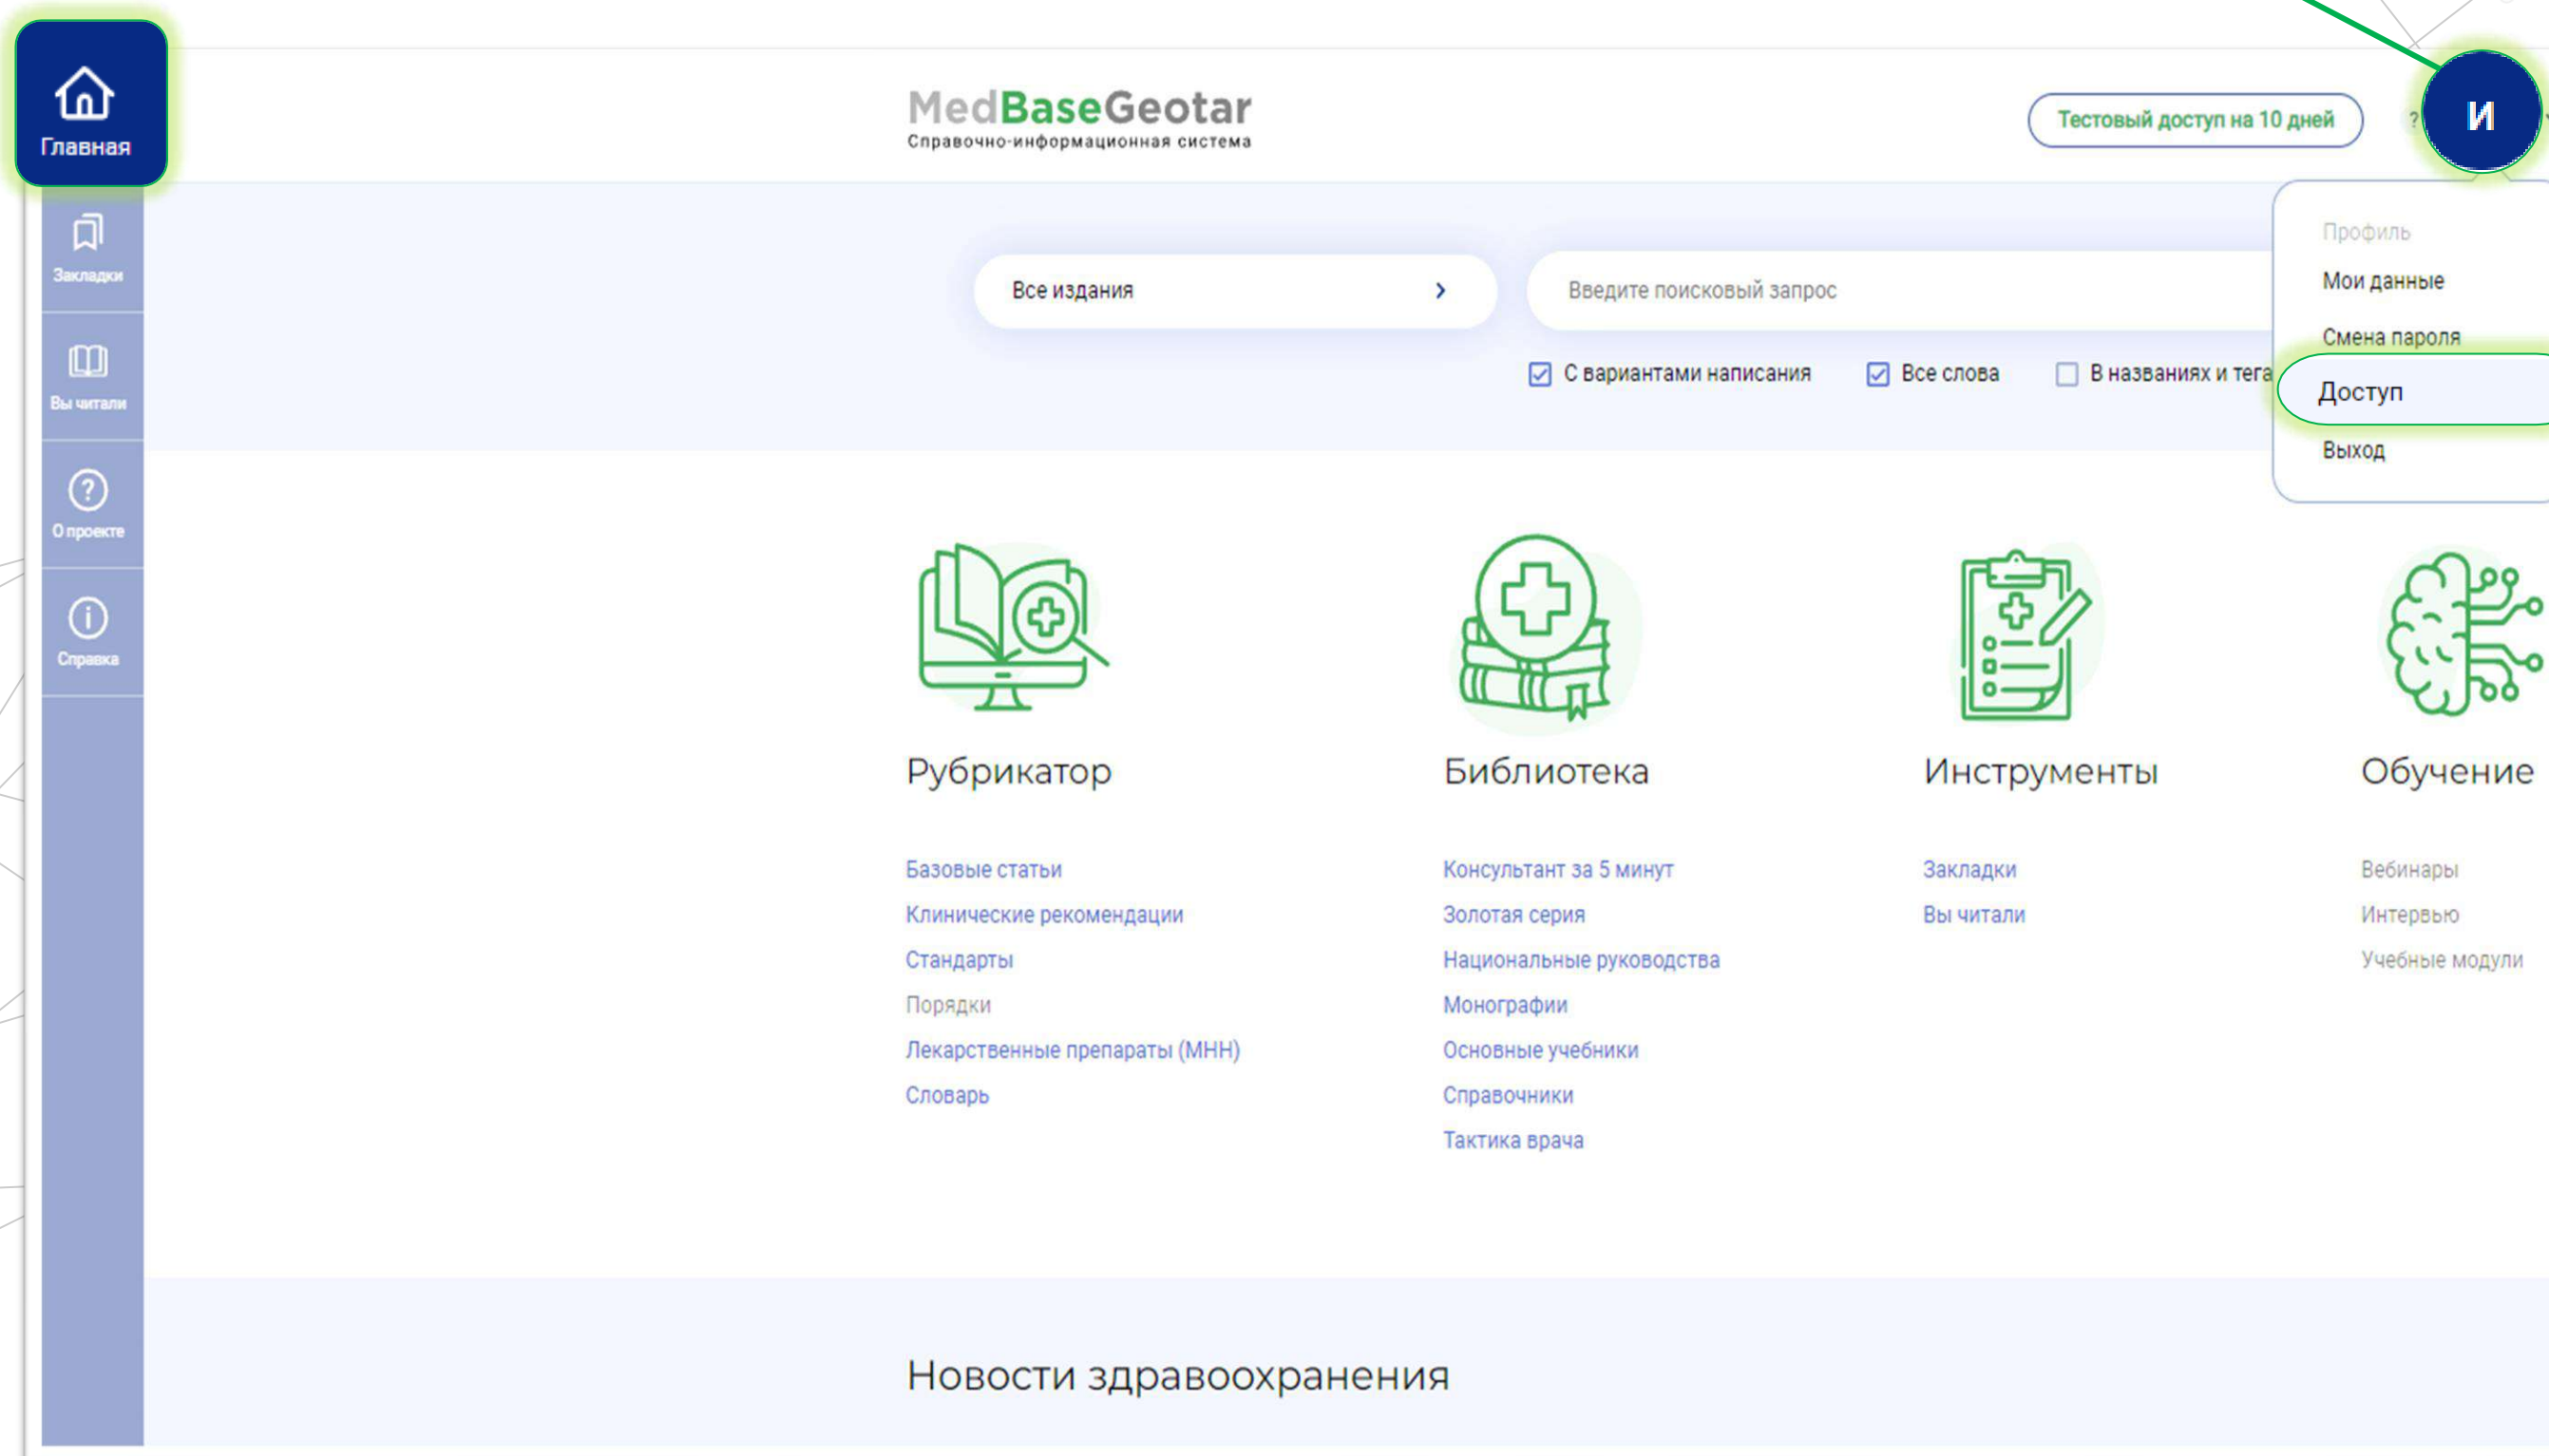 Главная
MedBaseGeotar
Справочно-информационная система
Тестовый доступ на 10 дней
?
И
Закладки
Вы читали
О проекте
Справка
Все издания
Введите поисковый запрос
С вариантами написания
Все слова
В названиях и тега
Профиль
Мои данные
Смена пароля
Доступ
Выход
Рубрикатор
Базовые статьи
Клинические рекомендации
Стандарты
Порядки
Лекарственные препараты (МНН)
Словарь
Библиотека
Консультант за 5 минут
Золотая серия
Национальные руководства
Монографии
Основные учебники
Справочники
Тактика врача
Инструменты
Закладки
Вы читали
Обучение
Вебинары
Интервью
Учебные модули
Новости здравоохранения